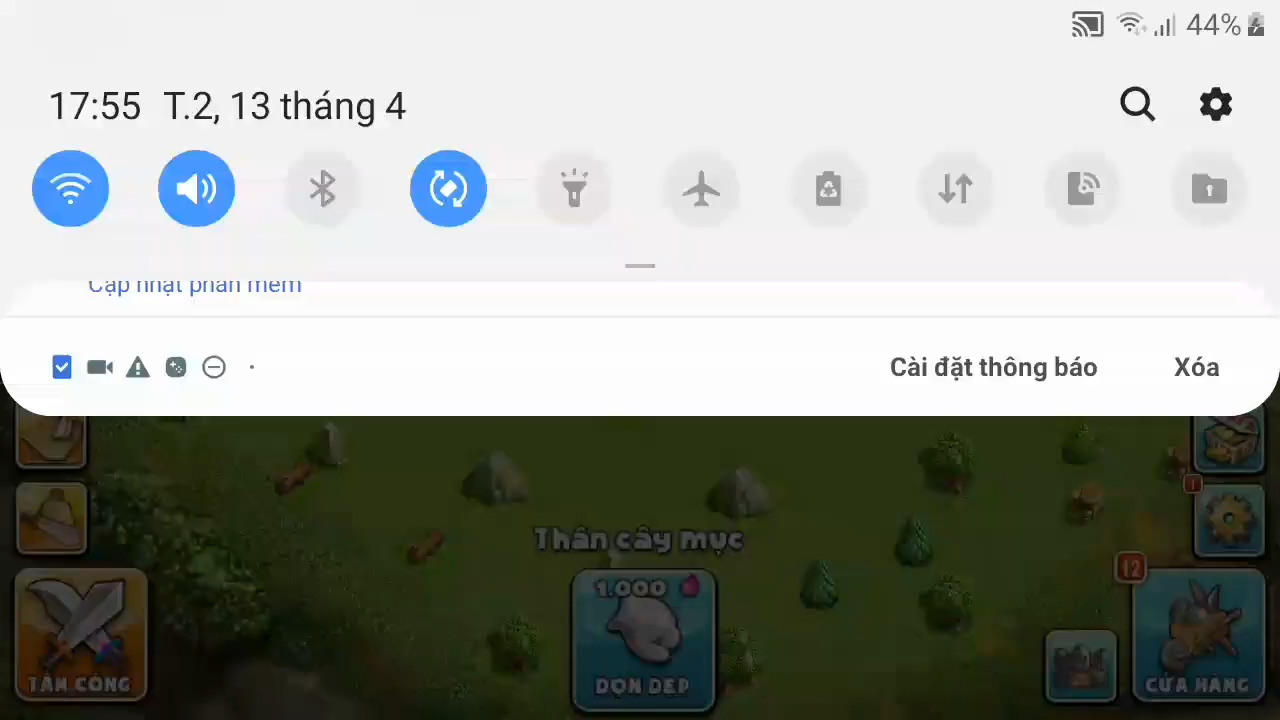 44%
17:55 T.2, 13 tháng 4
Cập nhật phần mềm
Cài đặt thông báo
Xóa
Thân cây mục
1.000
12
TẤN CÔNG
DỌN DẸP
CỬA HÀNG